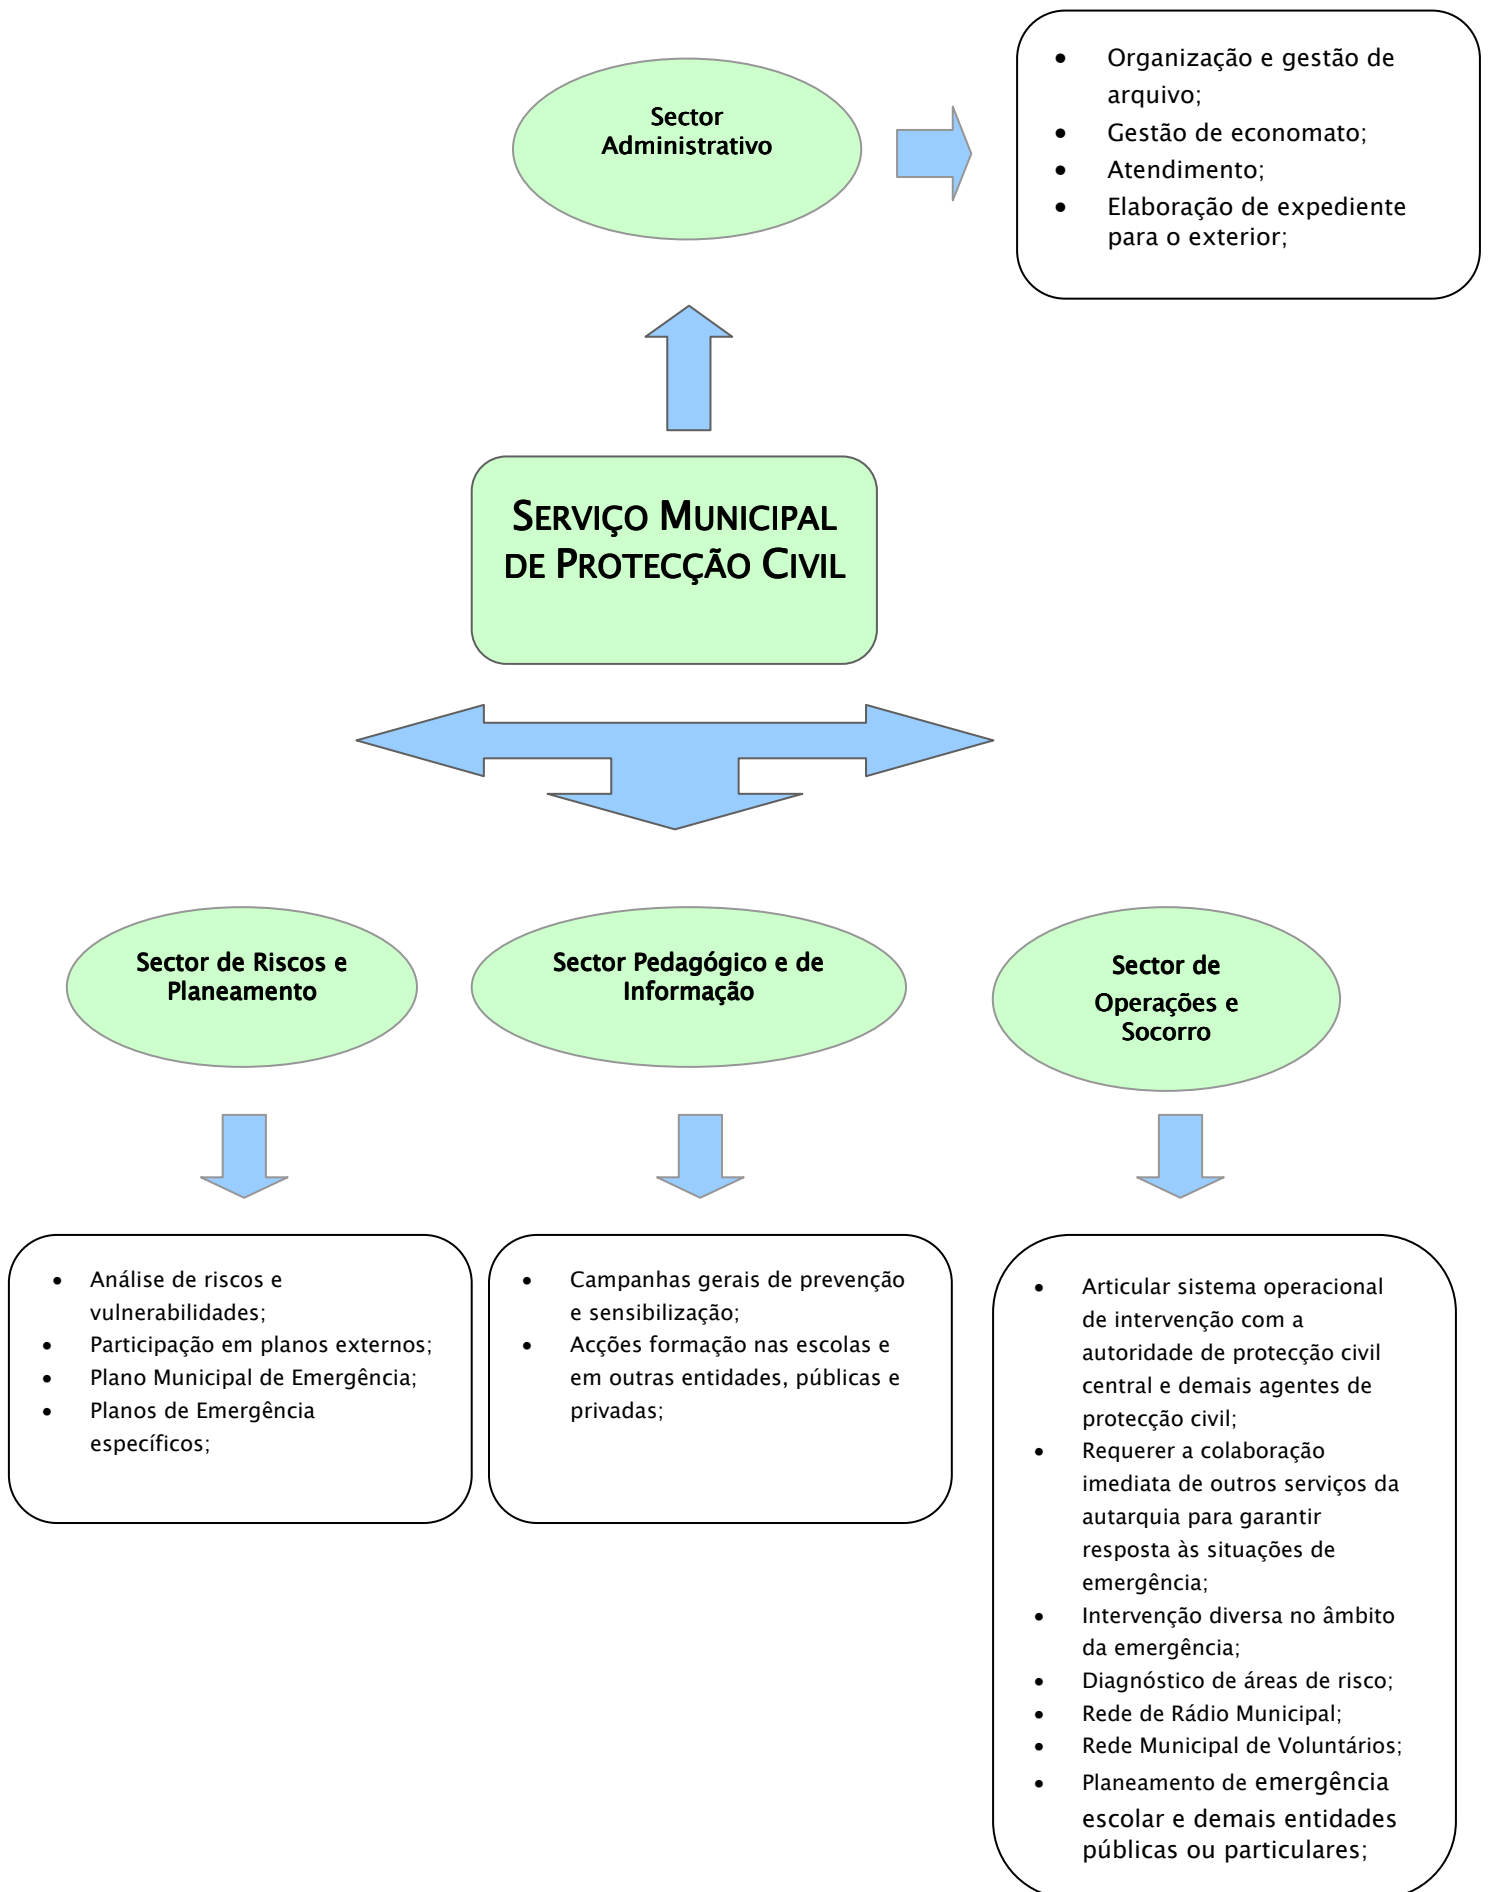 Sector
Administrativo
• Organização e gestão de
arquivo;
• Gestão de economato;
• Atendimento;
• Elaboração de expediente
para o exterior;
SERVIÇO MUNICIPAL
DE PROTECÇÃO CIVIL
Sector de Riscos e
Planeamento
Sector Pedagógico e de
Informação
Sector de
Operações e
Socorro
• Análise de riscos e
vulnerabilidades;
• Participação em planos externos;
• Plano Municipal de Emergência;
• Planos de Emergência
específicos;
• Campanhas gerais de prevenção
e sensibilização;
• Acções formação nas escolas e
em outras entidades, públicas e
privadas;
• Articular sistema operacional
de intervenção com a
autoridade de protecção civil
central e demais agentes de
protecção civil;
• Requerer a colaboração
imediata de outros serviços da
autarquia para garantir
resposta às situações de
emergência;
• Intervenção diversa no âmbito
da emergência;
• Diagnóstico de áreas de risco;
• Rede de Rádio Municipal;
• Rede Municipal de Voluntários;
• Planeamento de emergência
escolar e demais entidades
públicas ou particulares;